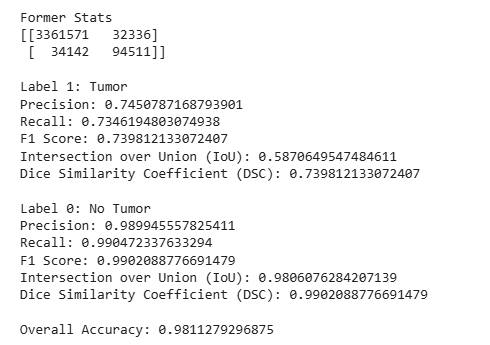 Former Stats
[[3361571   32336]
 [  34142   94511]]
Label 1: Tumor
Precision: 0.7450787168793901
Recall: 0.7346194803074938
F1 Score: 0.739812133072407
Intersection over Union (IoU): 0.5870649547484611
Dice Similarity Coefficient (DSC): 0.739812133072407
Label 0: No Tumor
Precision: 0.989945557825411
Recall: 0.990472337633294
F1 Score: 0.9902088776691479
Intersection over Union (IoU): 0.9806076284207139
Dice Similarity Coefficient (DSC): 0.9902088776691479
Overall Accuracy: 0.9811279296875